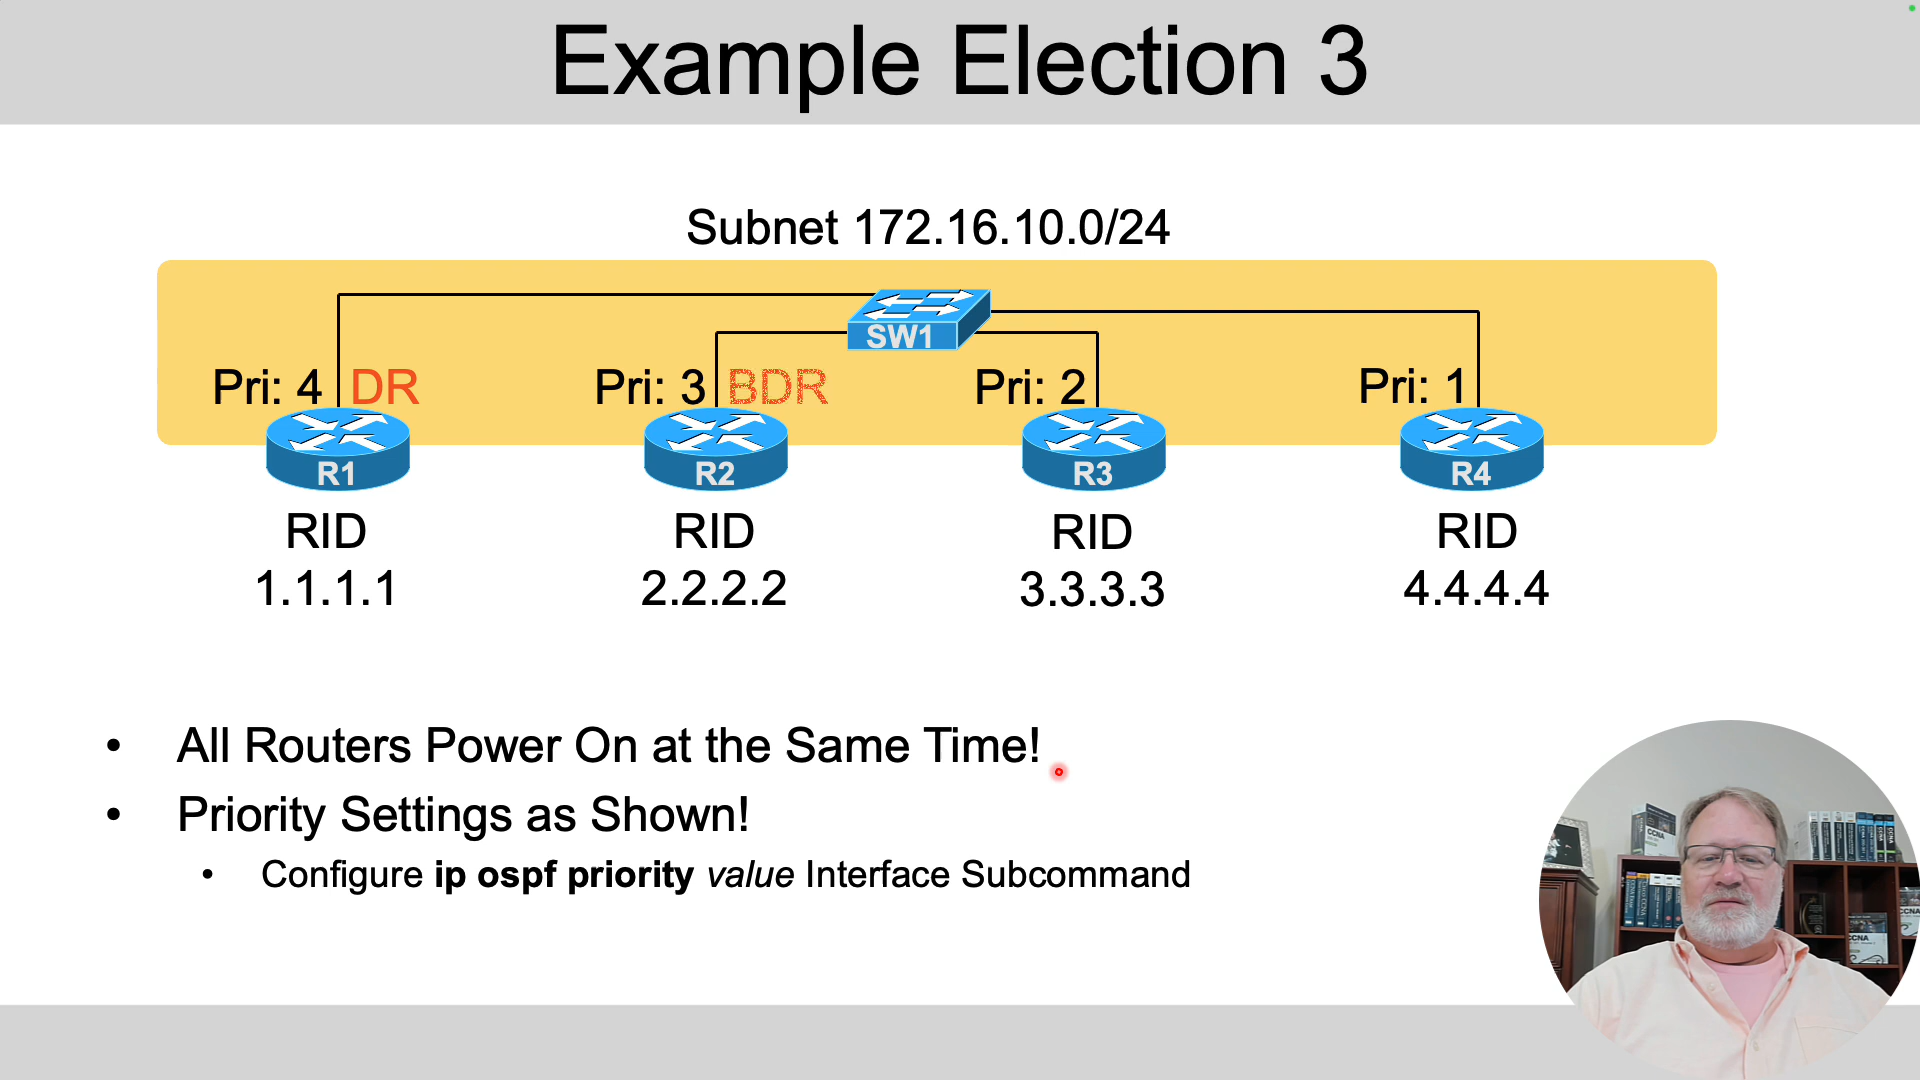 Example Election 3
Subnet 172.16.10.0/24
SW1
Pri: 4 DR Pri: 3 BDR Pri: 2 Pri: 1
R1 R2 R3 R4
RID RID RID RID
1.1.1.1 2.2.2.2 3.3.3.3 4.4.4.4
• All Routers Power On at the Same Time!
• Priority Settings as Shown!
• Configure ip ospf priority value Interface Subcommand
CCNA
CCNA
CCNA